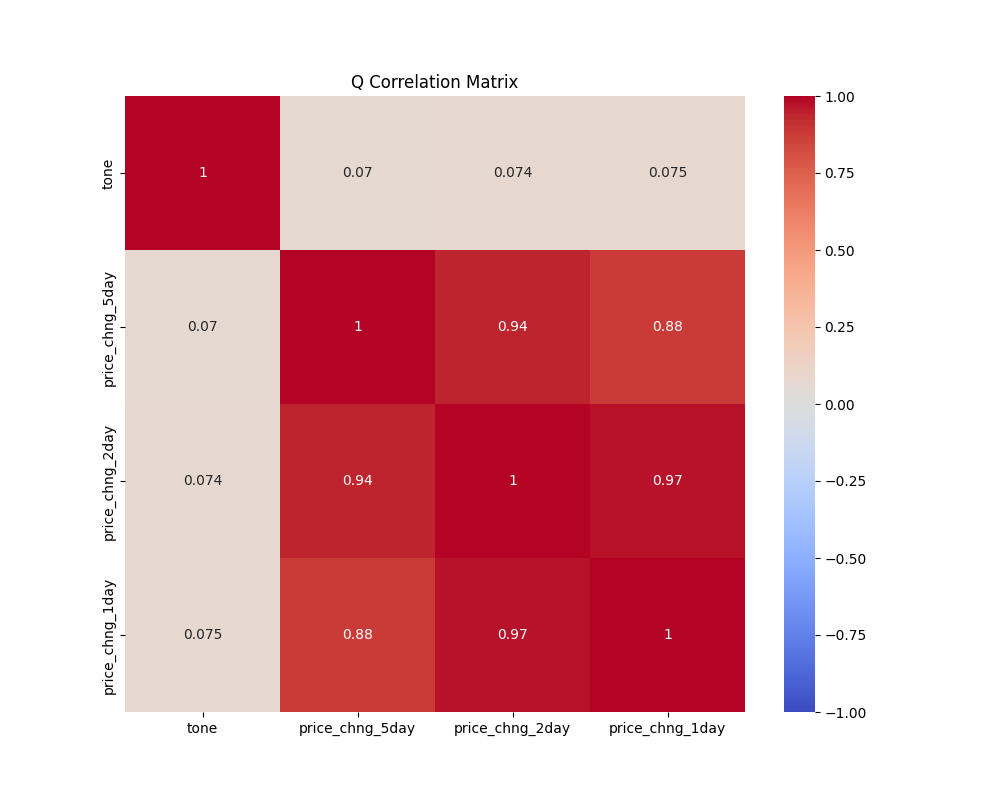 Q Correlation Matrix
tone
1
0.07
0.074
0.075
price_chng_5day
0.07
1
0.94
0.88
price_chng_2day
0.074
0.94
1
0.97
price_chng_1day
0.075
0.88
0.97
1
tone
price_chng_5day
price_chng_2day
price_chng_1day
1.00
0.75
0.50
0.25
0.00
−0.25
−0.50
−0.75
−1.00